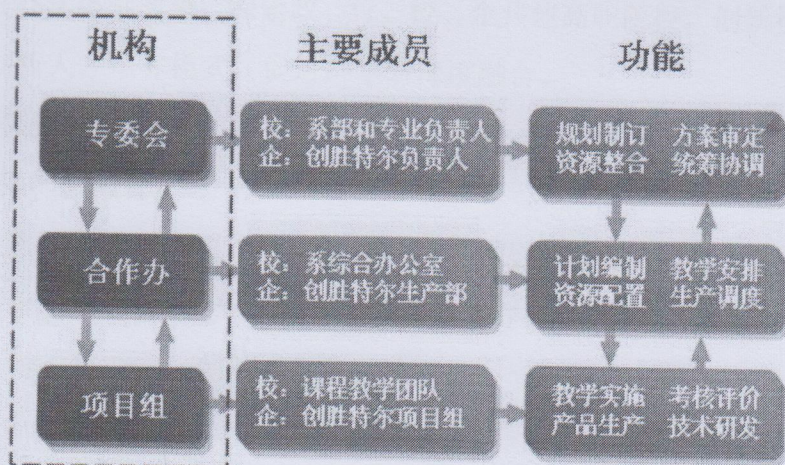 机构 主要成员 功能
专委会
校：系部和专业负责人
企：创胜特尔负责人
规划制订 方案审定
资源整合 统筹协调
合作办
校：系综合办公室
企：创胜特尔生产部
计划编制 教学安排
资源配置 生产调度
项目组
校：课程教学团队
企：创胜特尔项目组
教学实施 考核评价
产品生产 技术研发